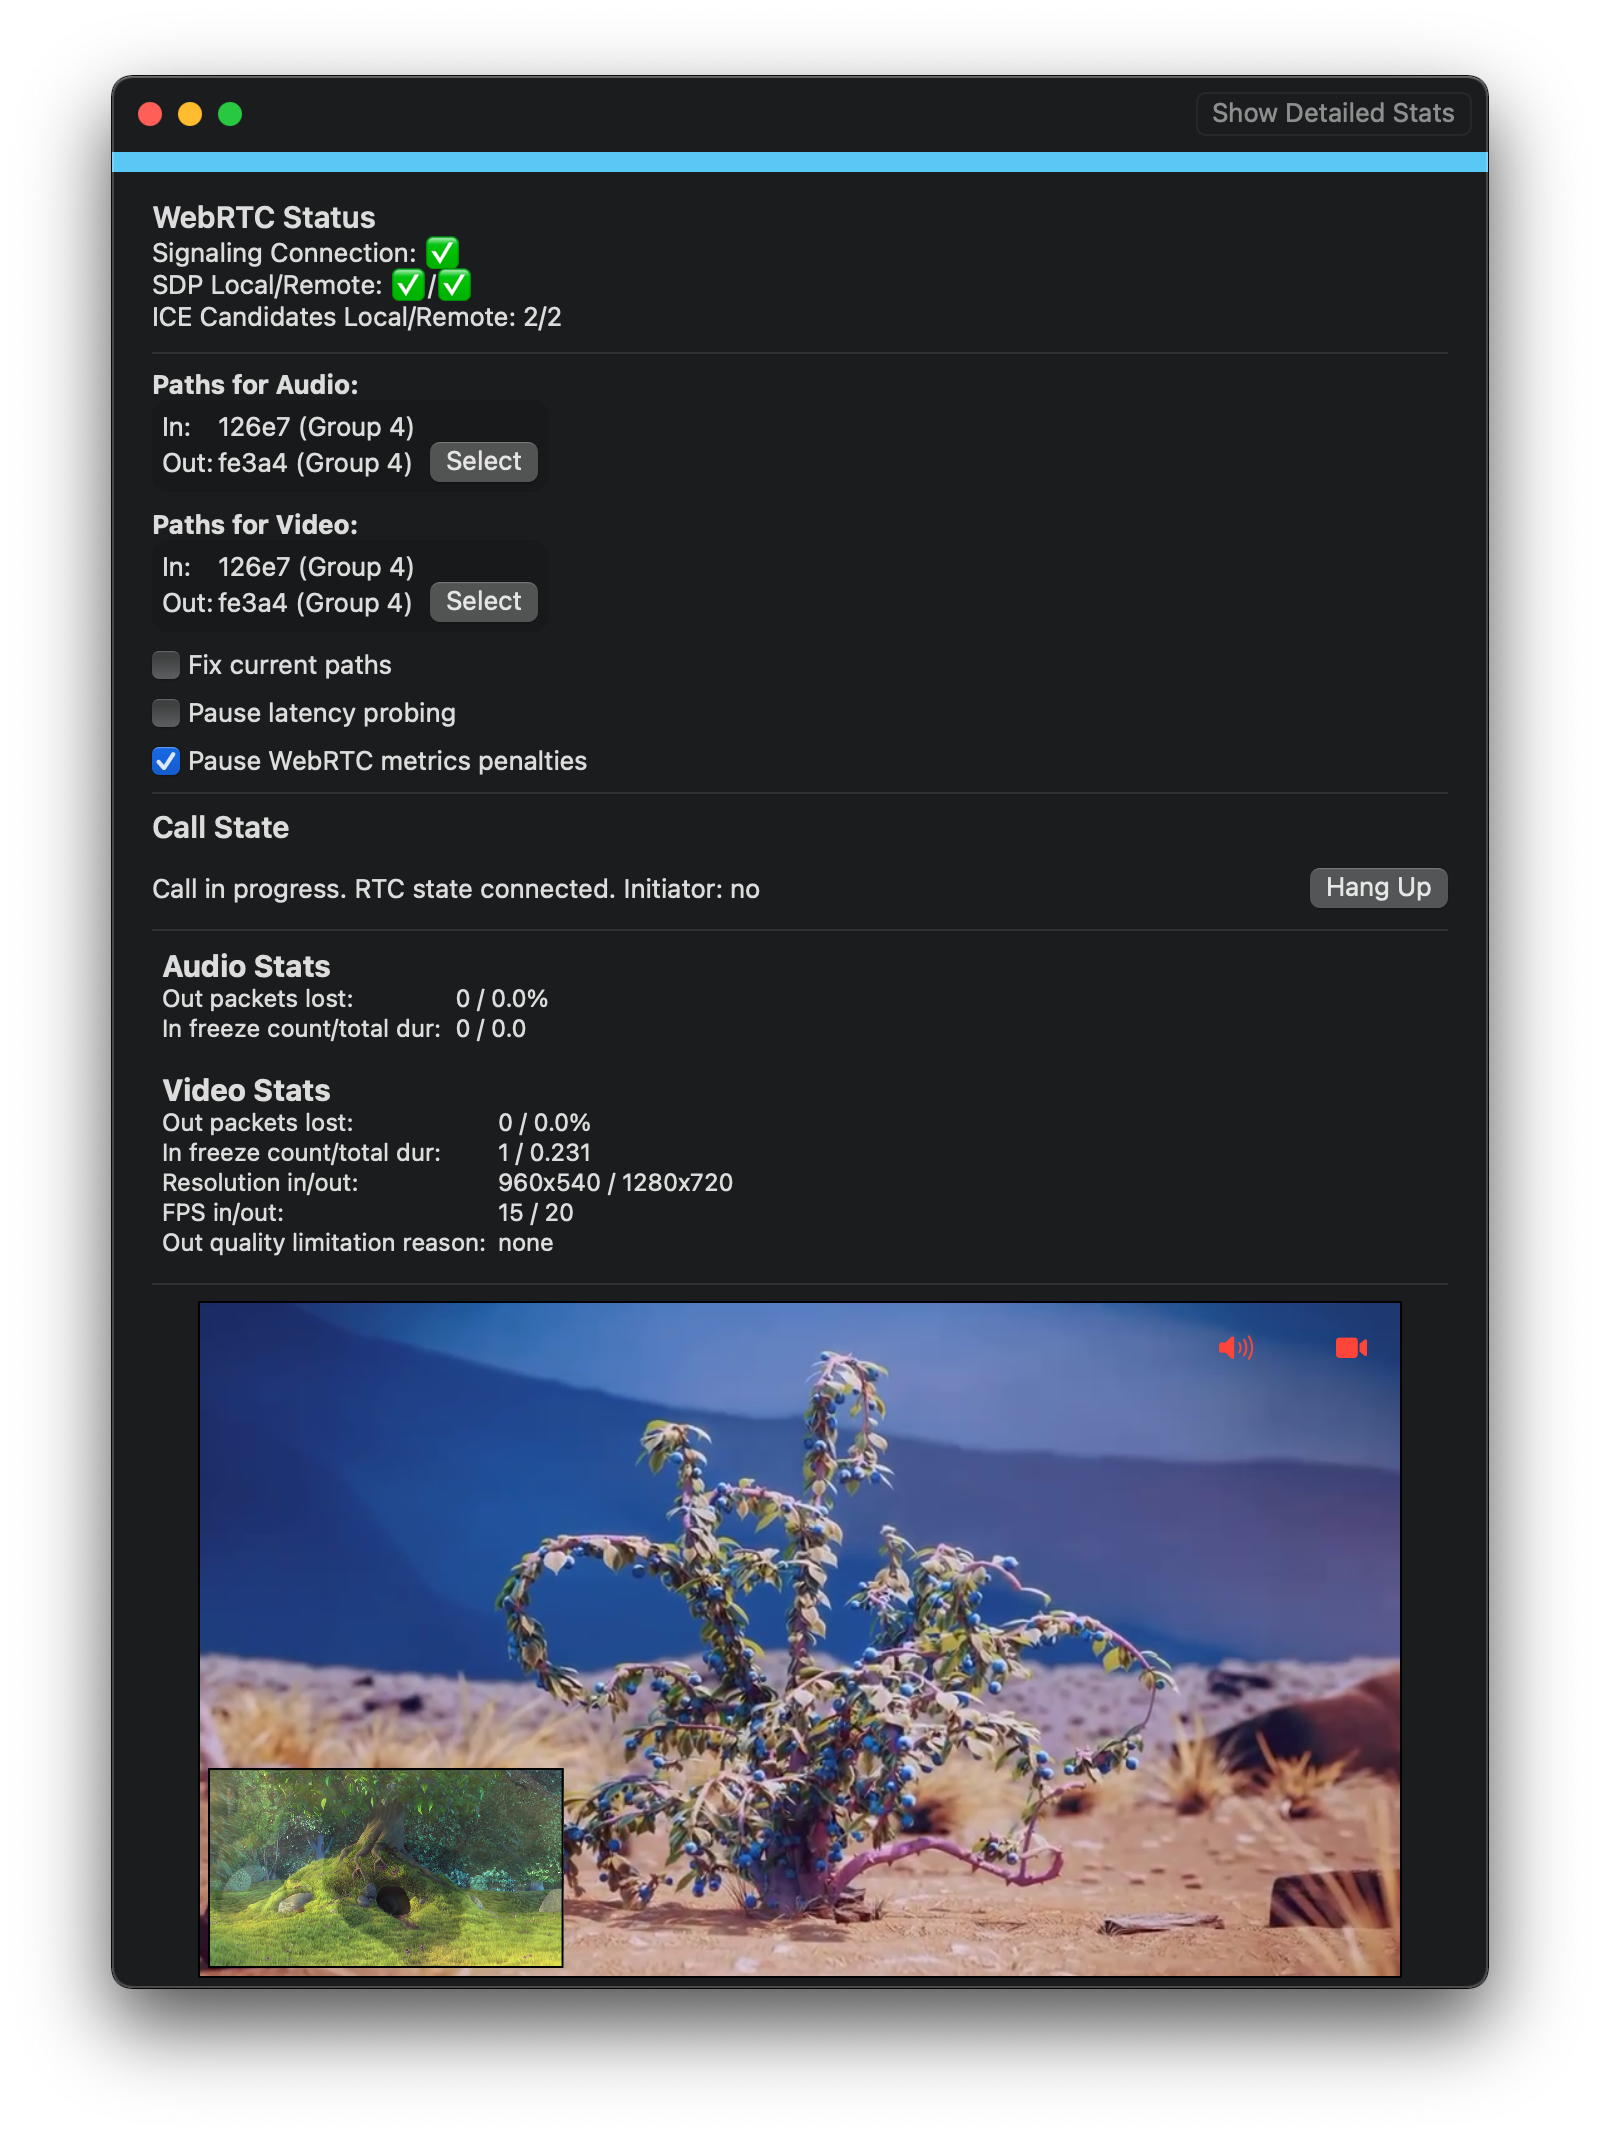 Show Detailed Stats
WebRTC Status
Signaling Connection: ✅
SDP Local/Remote: ✅/✅
ICE Candidates Local/Remote: 2/2
Paths for Audio:
In: 126e7 (Group 4)
Out: fe3a4 (Group 4) Select
Paths for Video:
In: 126e7 (Group 4)
Out: fe3a4 (Group 4) Select
Fix current paths
Pause latency probing
Pause WebRTC metrics penalties
Call State
Call in progress. RTC state connected. Initiator: no Hang Up
Audio Stats
Out packets lost: 0 / 0.0%
In freeze count/total dur: 0 / 0.0
Video Stats
Out packets lost: 0 / 0.0%
In freeze count/total dur: 1 / 0.231
Resolution in/out: 960x540 / 1280x720
FPS in/out: 15 / 20
Out quality limitation reason: none